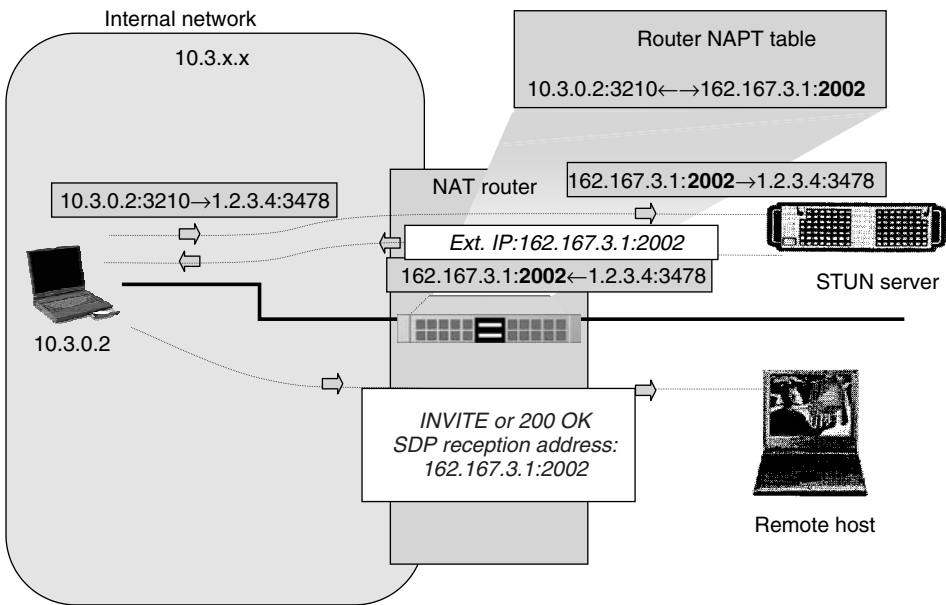 Internal network
10.3.x.x
Router NAPT table
10.3.0.2:3210←→162.167.3.1:2002
10.3.0.2:3210→1.2.3.4:3478
NAT router
162.167.3.1:2002→1.2.3.4:3478
Ext. IP:162.167.3.1:2002
162.167.3.1:2002←1.2.3.4:3478
STUN server
10.3.0.2
INVITE or 200 OK
SDP reception address:
162.167.3.1:2002
Remote host